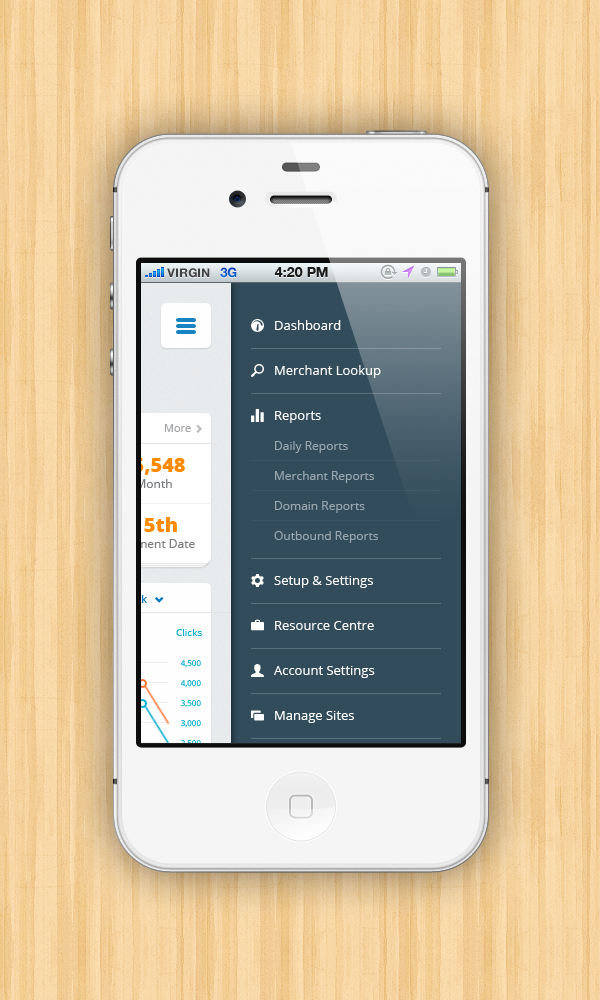 VIRGIN 3G 4:20 PM
Dashboard
Merchant Lookup
Reports
Daily Reports
Merchant Reports
Domain Reports
Outbound Reports
Setup & Settings
Resource Centre
Account Settings
Manage Sites
More
5,548
Month
5th
ment Date
k
Clicks
4,500
4,000
3,500
3,000
2,500